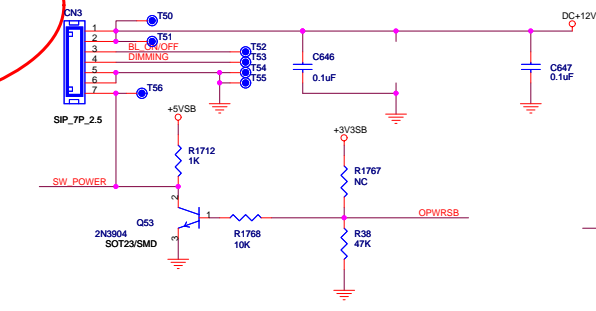 CN3
T50
DC+12V
1
2
T51
BL_ON/OFF
3
T52
DIMMING
4
T53
5
T54
6
T55
7
T56
C646
0.1uF
C647
0.1uF
SIP_7P_2.5
+5VSB
+3V3SB
R1712
1K
R1767
NC
SW_POWER
2
Q53
1
OPWRSB
2N3904
SOT23/SMD
3
R1768
10K
R38
47K